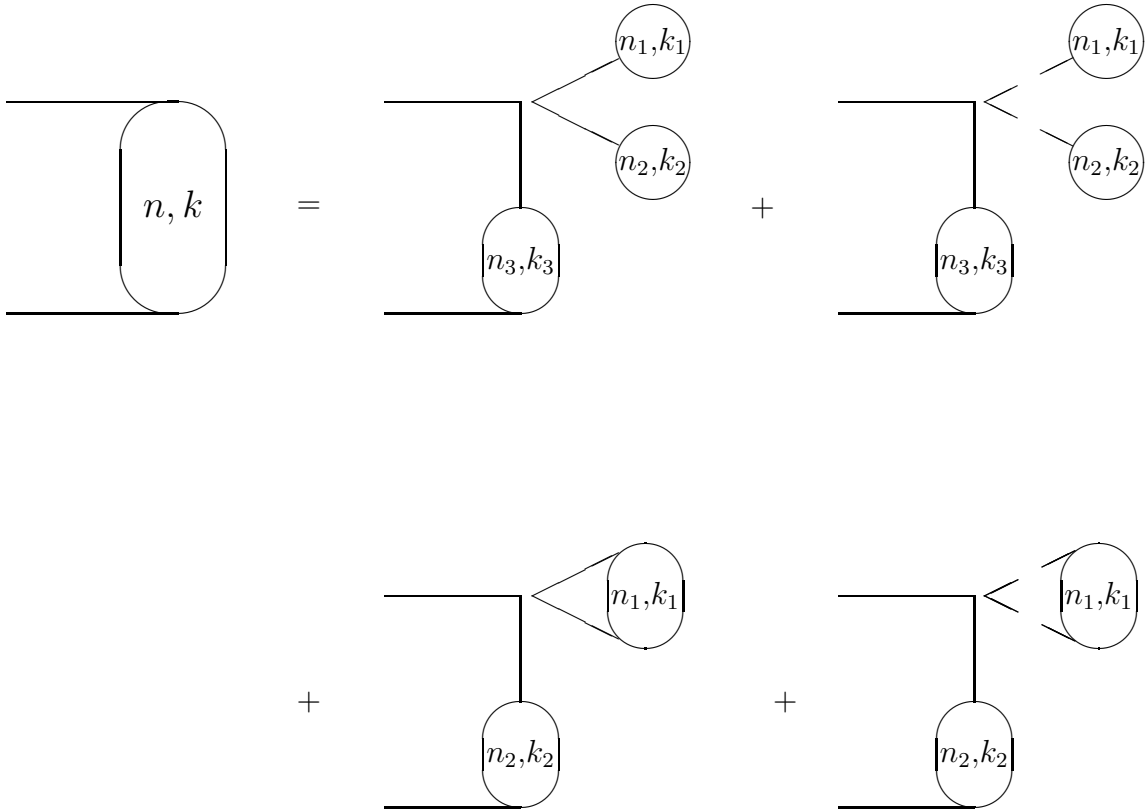 n₁,k₁
n₁,k₁
n₂,k₂
n₂,k₂
n, k
=
+
n₃,k₃
n₃,k₃
n₁,k₁
n₁,k₁
+
+
n₂,k₂
n₂,k₂